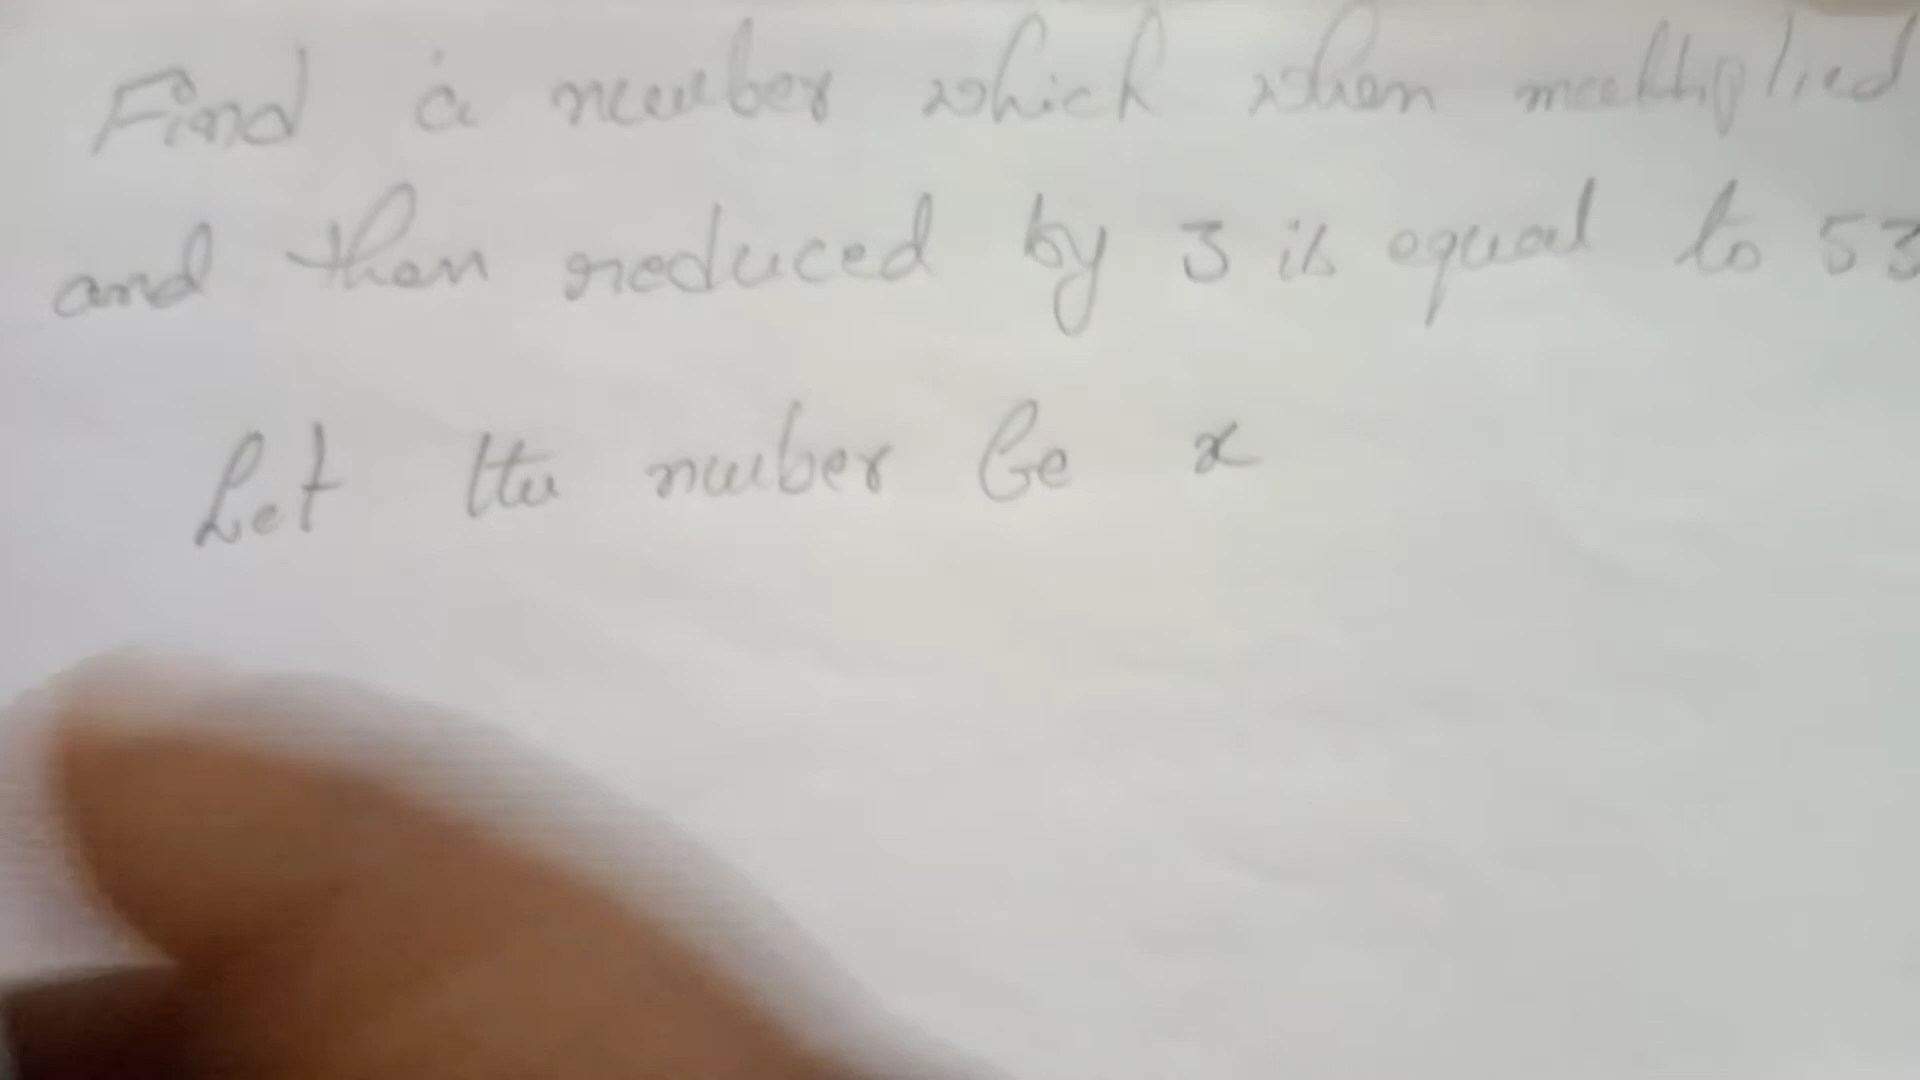 Find a number which when multiplied
and then reduced by 3 is equal to 53
Let the number be x